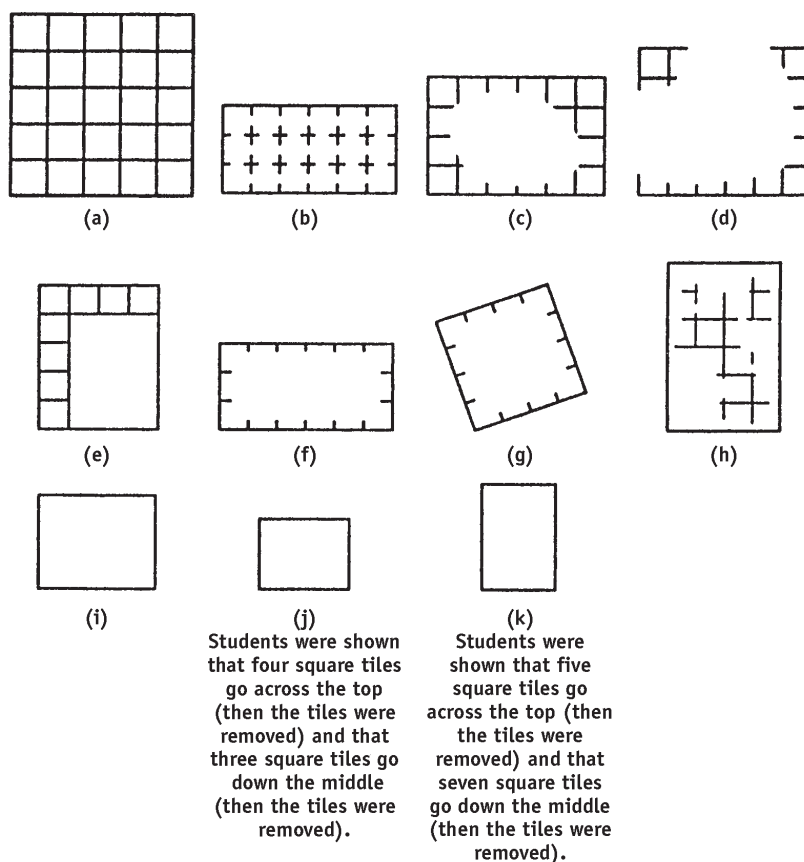 (a)
(b)
(c)
(d)
(e)
(f)
(g)
(h)
(i)
(j)
Students were shown
that four square tiles
go across the top
(then the tiles were
removed) and that
three square tiles go
down the middle
(then the tiles were
removed).
(k)
Students were
shown that five
square tiles go
across the top (then
the tiles were
removed) and that
seven square tiles
go down the middle
(then the tiles were
removed).